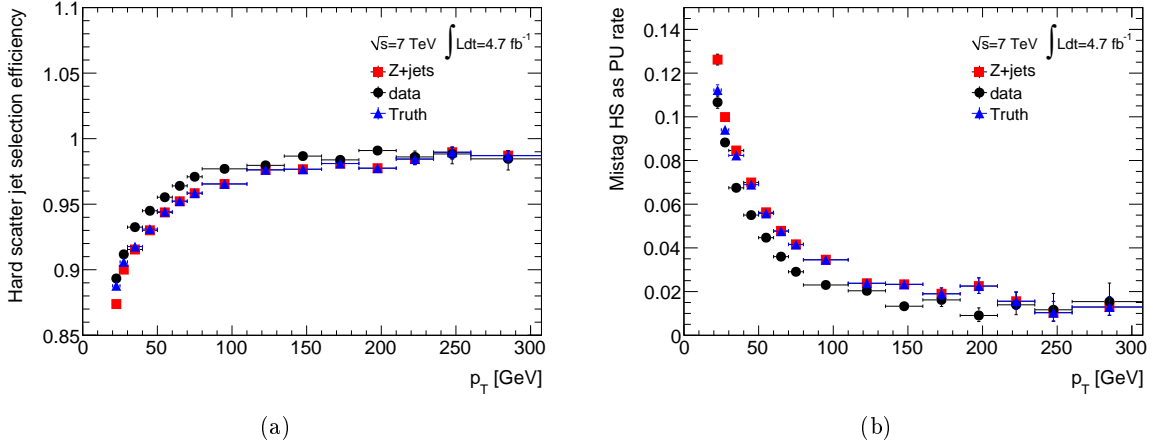 Hard scatter jet selection efficiency
1.1
1.05
1
0.95
0.9
0.85
0 50 100 150 200 250 300
p_T [GeV]
√s=7 TeV ∫Ldt=4.7 fb⁻¹
Z+jets
data
Truth
(a)
Mistag HS as PU rate
0.14
0.12
0.1
0.08
0.06
0.04
0.02
0
0 50 100 150 200 250 300
p_T [GeV]
√s=7 TeV ∫Ldt=4.7 fb⁻¹
Z+jets
data
Truth
(b)